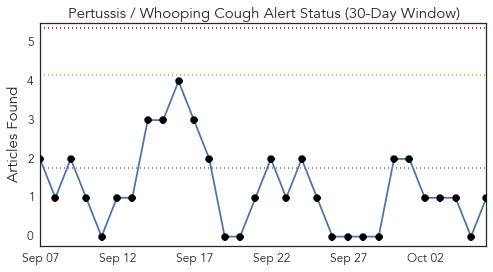 Pertussis / Whooping Cough Alert Status (30-Day Window)
Articles Found
5
4
3
2
1
0
Sep 07 Sep 12 Sep 17 Sep 22 Sep 27 Oct 02